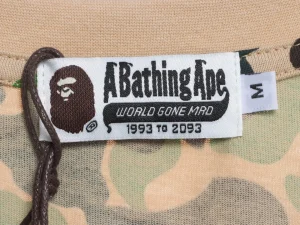 A Bathing Ape
®
WORLD GONE MAD
1993 TO 2093
M